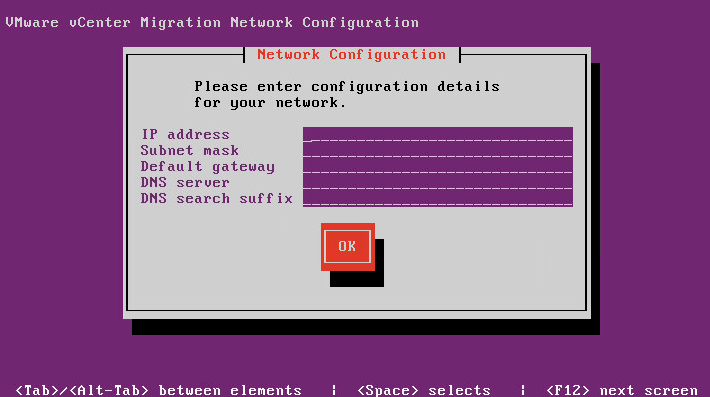 VMware vCenter Migration Network Configuration
Network Configuration
Please enter configuration details
for your network.
IP address
Subnet mask
Default gateway
DNS server
DNS search suffix
OK
<Tab>/<Alt-Tab> between elements | <Space> selects | <F12> next screen